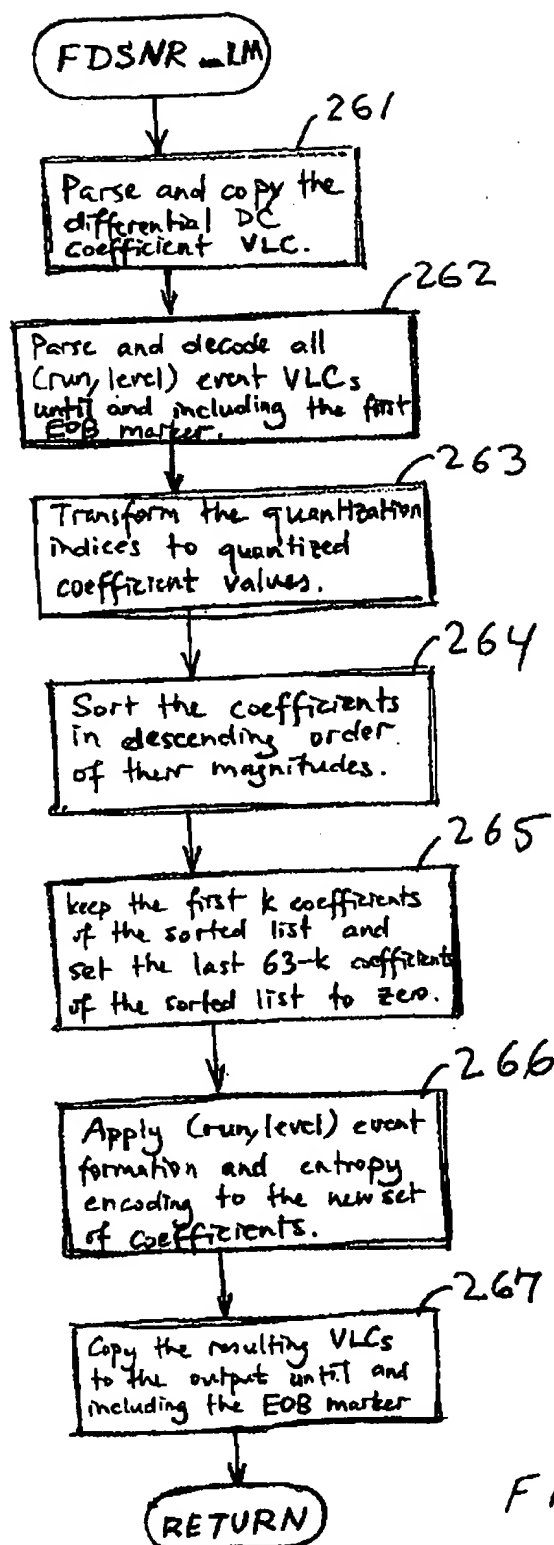 FDSNR_LM
261
Parse and copy the
differential DC
coefficient VLC.
262
Parse and decode all
(run, level) event VLCs
until and including the first
EOB marker.
263
Transform the quantization
indices to quantized
coefficient values.
264
Sort the coefficients
in descending order
of their magnitudes.
265
keep the first k coefficients
of the sorted list and
set the last 63-k coefficients
of the sorted list to zero.
266
Apply (run, level) event
formation and entropy
encoding to the new set
of coefficients.
267
Copy the resulting VLCs
to the output until and
including the EOB marker
RETURN